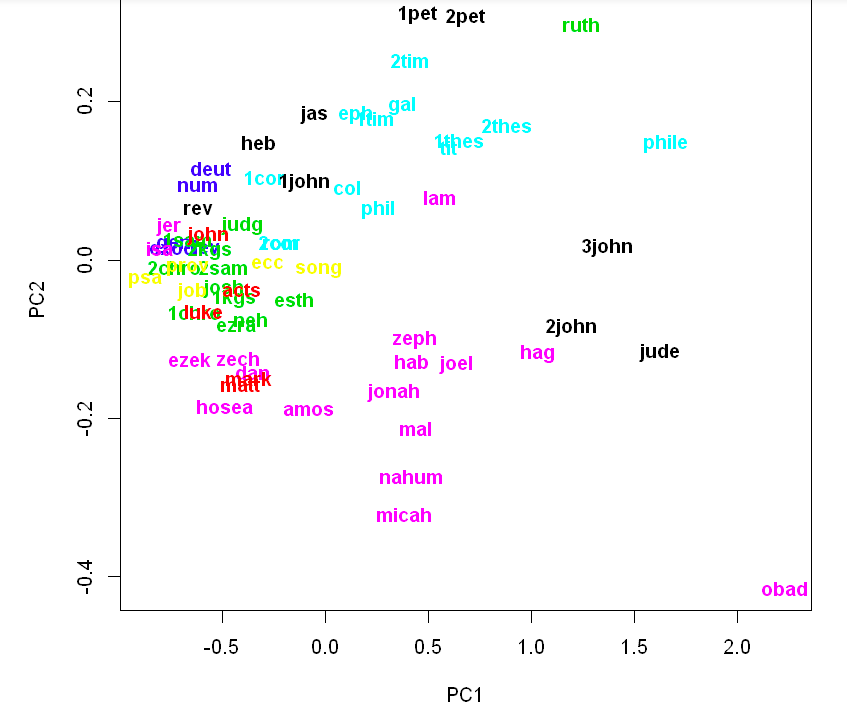 1pet 2pet
ruth
2tim
0.2
gal
jas eph 1tim
2thes
1thes
tit
phile
heb
deut
num
1cor 1john col
lam
rev
phil
jer
judg
john
2cor
3john
0.0
ecc song
2chro 2sam
psa
prov
job
josh
acts
1kgs
esth
luke
neh
ezra
2john
zeph
hag
jude
ezek zech
hab joel
dan
mark
matt
jonah
hosea amos
mal
-0.2
nahum
micah
-0.4
obad
-0.5 0.0 0.5 1.0 1.5 2.0
PC1
PC2